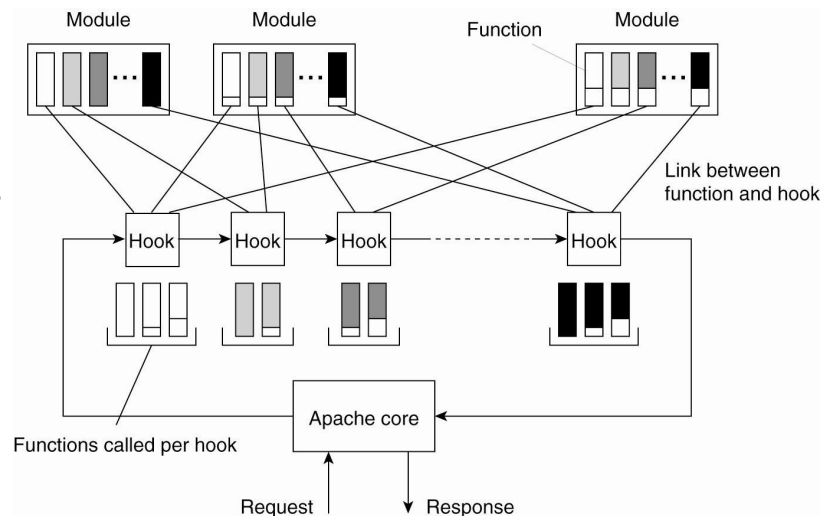 Module
Module
Module
Function
...
...
...
Link between
function and hook
Hook
Hook
Hook
Hook
Apache core
Functions called per hook
Request
Response